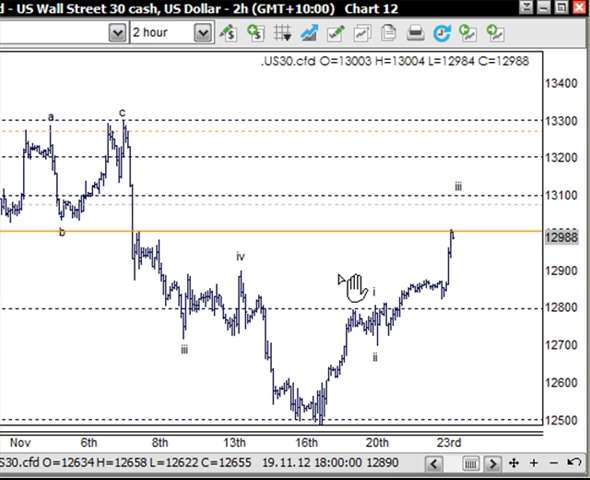 d - US Wall Street 30 cash, US Dollar - 2h (GMT+10:00) Chart 12
2 hour
.US30.cfd O=13003 H=13004 L=12984 C=12988
13400
a
c
13300
13200
iii
13100
b
12988
iv
12900
i
12800
iii
ii
12700
12600
12500
Nov 6th 8th 13th 16th 20th 23rd
S30.cfd O=12634 H=12658 L=12622 C=12655 19.11.12 18:00:00 12890